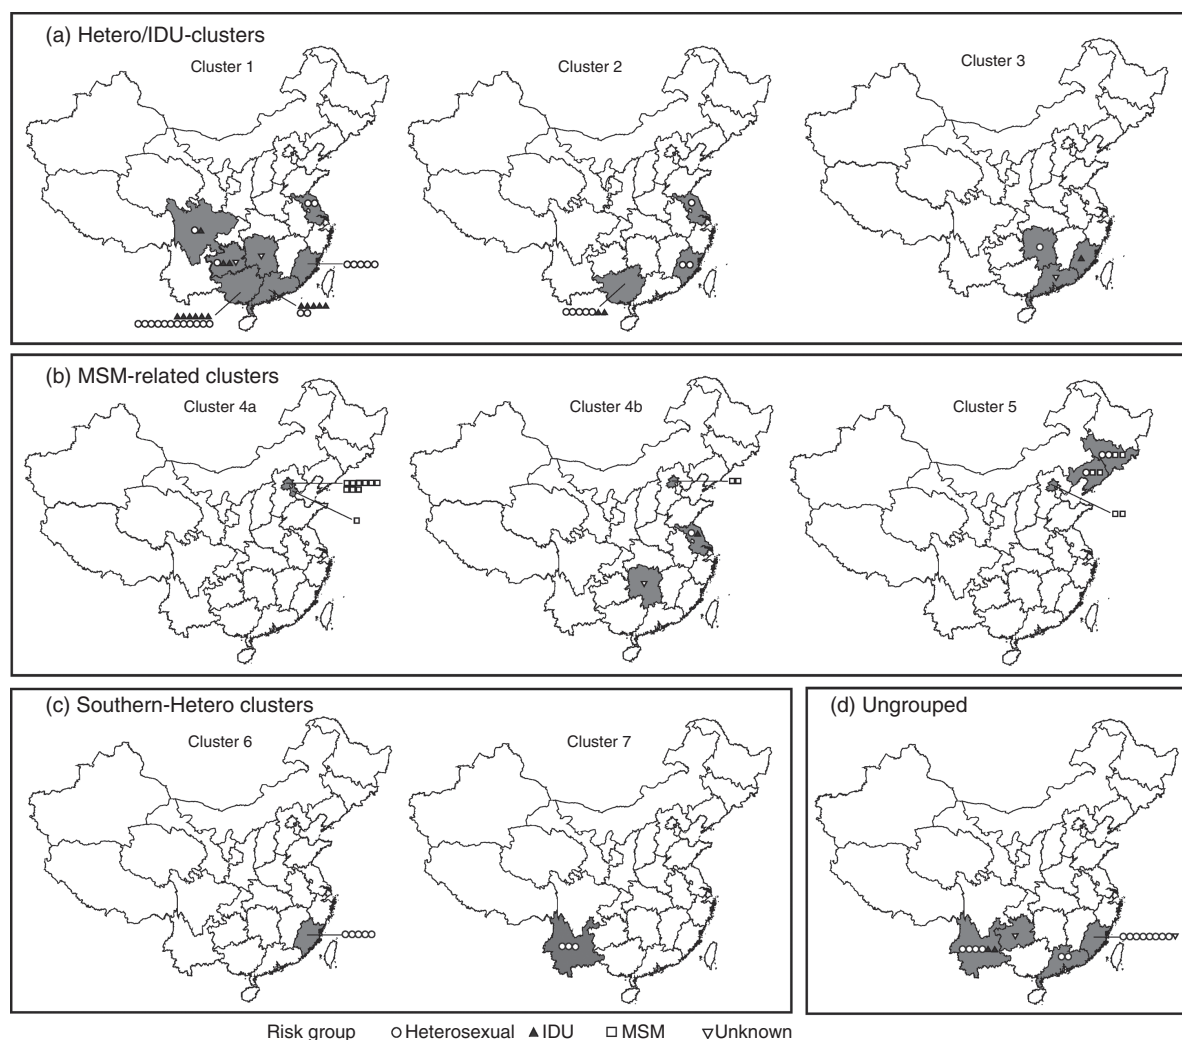 (a) Hetero/IDU-clusters
Cluster 1
Cluster 2
Cluster 3
(b) MSM-related clusters
Cluster 4a
Cluster 4b
Cluster 5
(c) Southern-Hetero clusters
Cluster 6
Cluster 7
(d) Ungrouped
Risk group Heterosexual IDU MSM Unknown